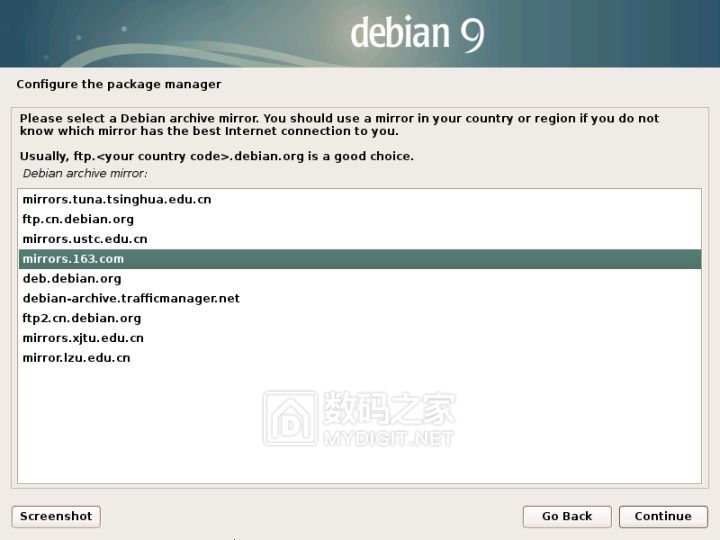 debian 9
Configure the package manager
Please select a Debian archive mirror. You should use a mirror in your country or region if you do not
know which mirror has the best Internet connection to you.
Usually, ftp.<your country code>.debian.org is a good choice.
Debian archive mirror:
mirrors.tuna.tsinghua.edu.cn
ftp.cn.debian.org
mirrors.ustc.edu.cn
mirrors.163.com
deb.debian.org
debian-archive.trafficmanager.net
ftp2.cn.debian.org
mirrors.xjtu.edu.cn
mirror.lzu.edu.cn
数码之家
MYDIGIT.NET
Screenshot
Go Back
Continue